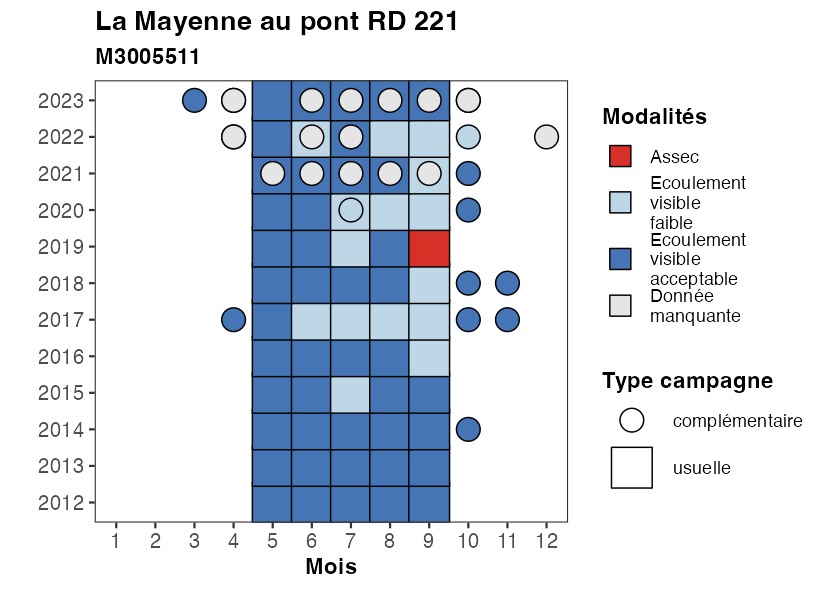 La Mayenne au pont RD 221
M3005511
2023
2022
2021
2020
2019
2018
2017
2016
2015
2014
2013
2012
1 2 3 4 5 6 7 8 9 10 11 12
Mois
Modalités
Assec
Ecoulement
visible
faible
Ecoulement
visible
acceptable
Donnée
manquante
Type campagne
complémentaire
usuelle